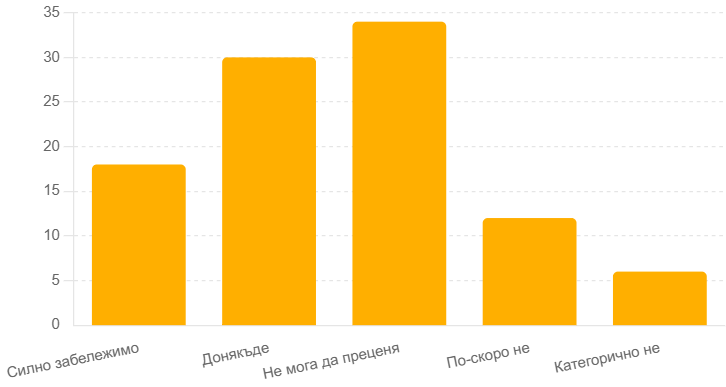 35
30
25
20
15
10
5
0
Силно забележимо
Донякъде
Не мога да преценя
По-скоро не
Категорично не